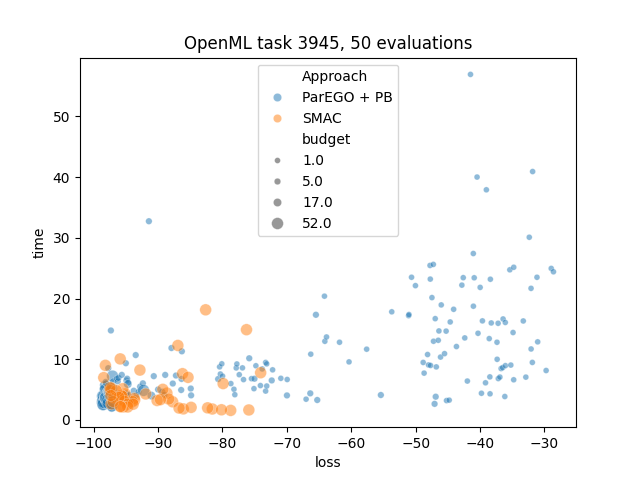 OpenML task 3945, 50 evaluations
Approach
ParEGO + PB
SMAC
budget
1.0
5.0
17.0
52.0
time
50
40
30
20
10
0
−100
−90
−80
−70
−60
−50
−40
−30
loss